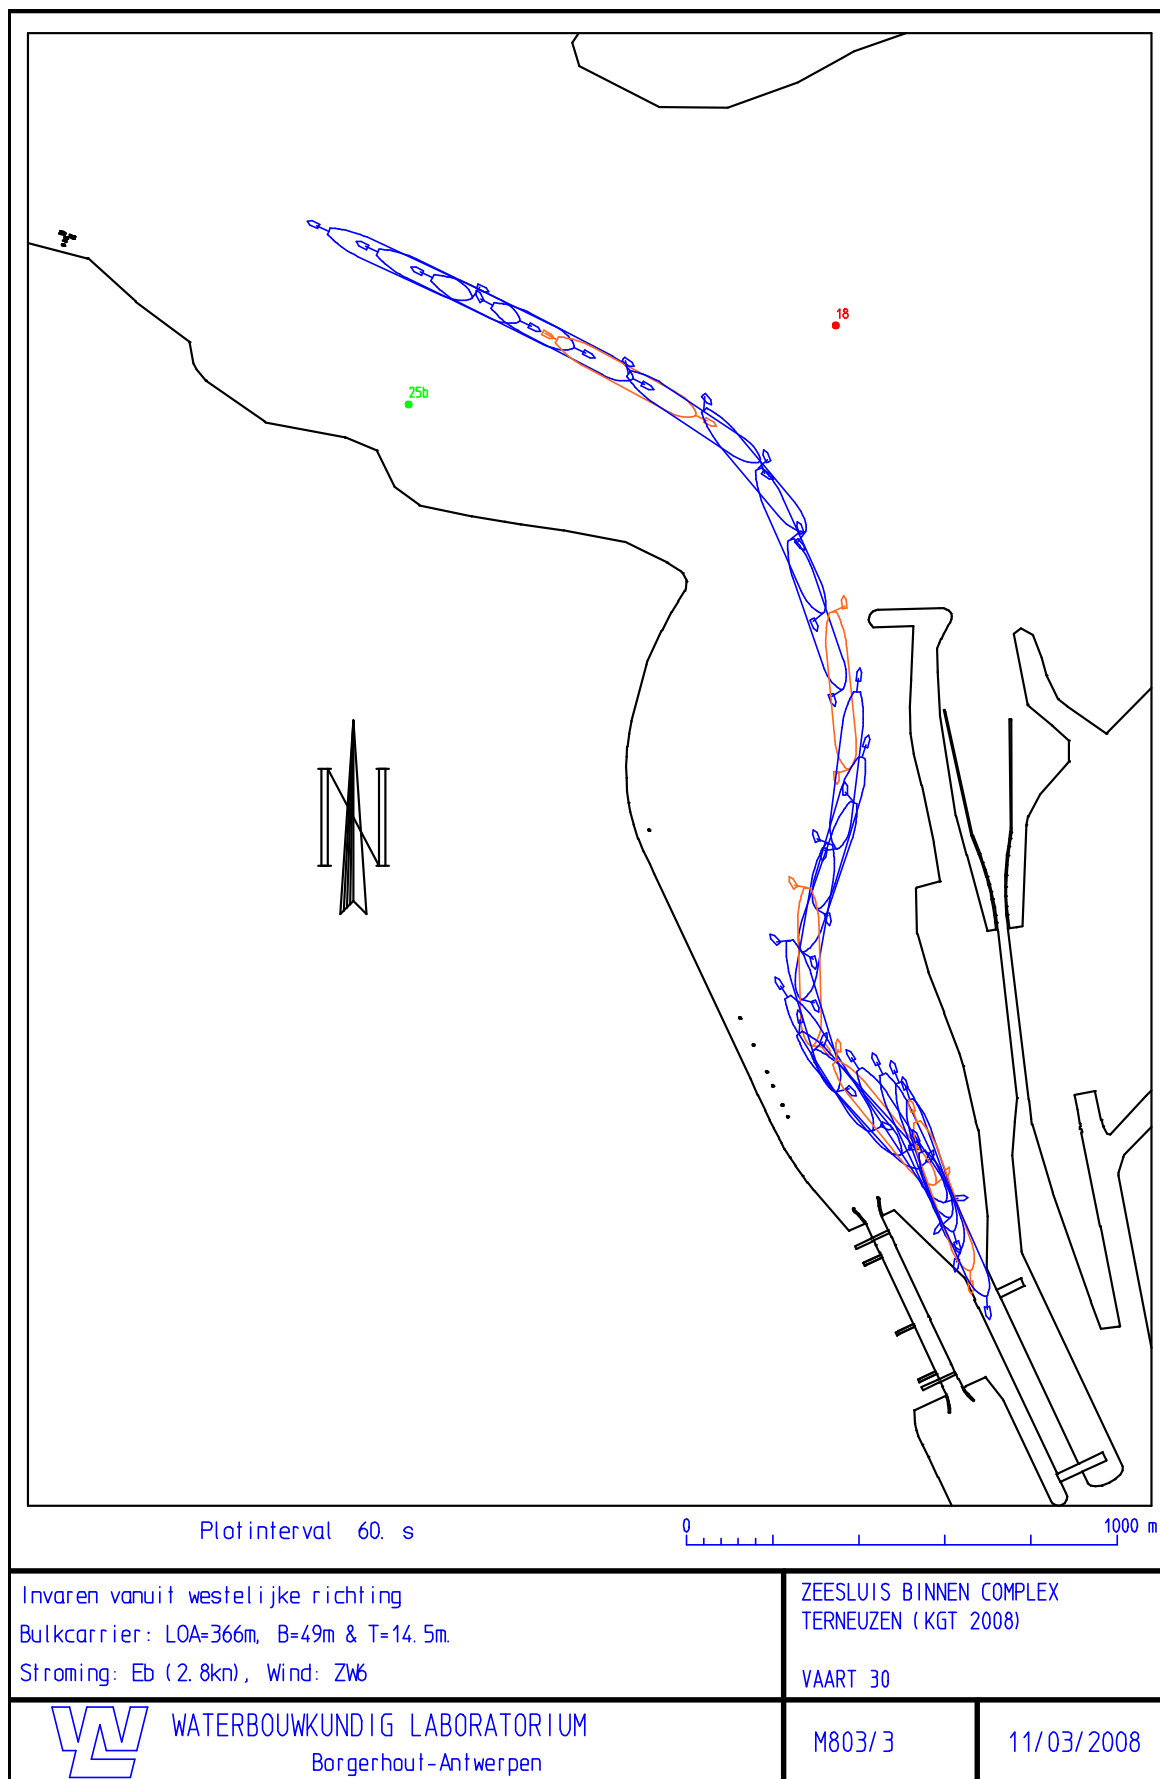 18
25b
N
Plotinterval 60. s
0
1000 m
Invaren vanuit westelijke richting
Bulkcarrier: LOA=366m, B=49m & T=14.5m.
Stroming: Eb (2.8kn), Wind: ZW6
ZEESLUIS BINNEN COMPLEX
TERNEUZEN (KGT 2008)
VAART 30
WATERBOUWKUNDIG LABORATORIUM
Borgerhout-Antwerpen
M803/3
11/03/2008